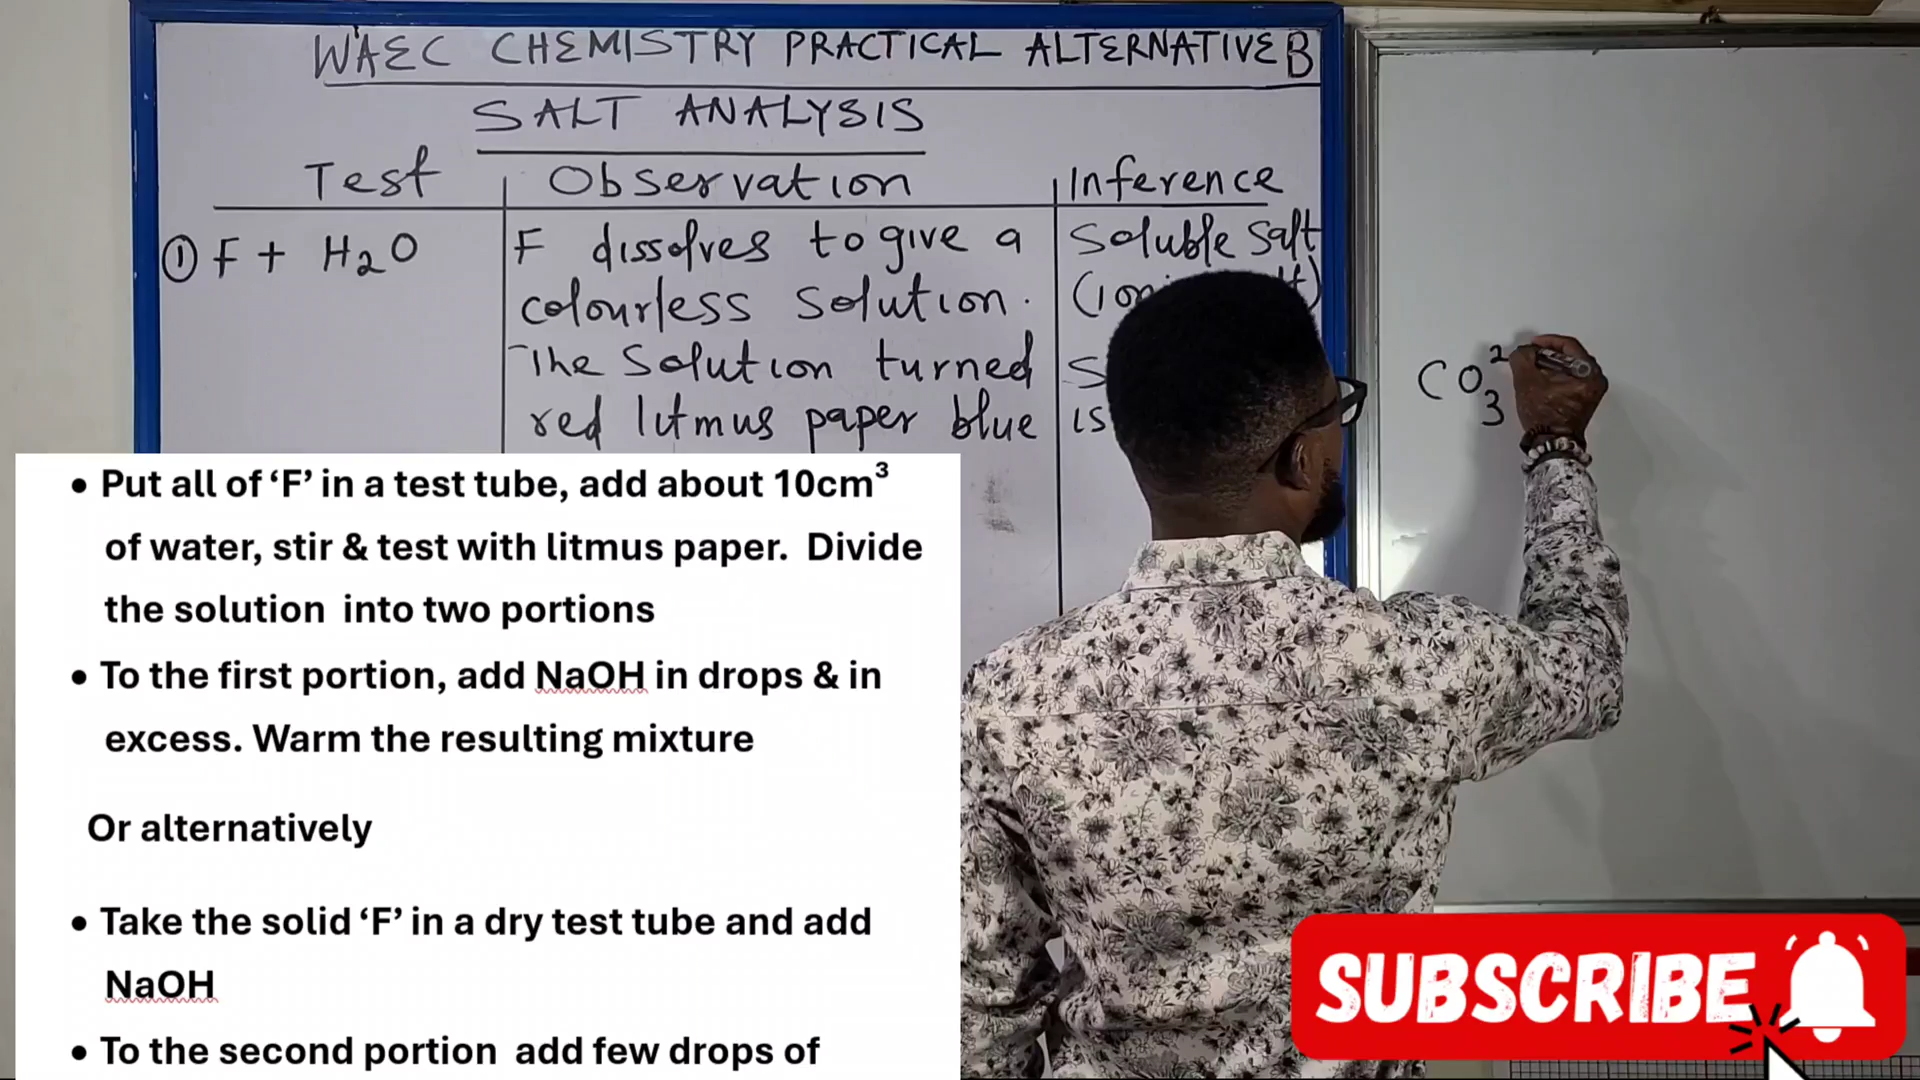 WAEC CHEMISTRY PRACTICAL ALTERNATIVE B
SALT ANALYSIS
Test Observation Inference
① F + H₂O F dissolves to give a Soluble Salt
colourless Solution.
The Solution turned
red litmus paper blue is
CO₃²
• Put all of ‘F’ in a test tube, add about 10cm³
of water, stir & test with litmus paper. Divide
the solution into two portions
• To the first portion, add NaOH in drops & in
excess. Warm the resulting mixture
Or alternatively
• Take the solid ‘F’ in a dry test tube and add
NaOH
• To the second portion add few drops of
SUBSCRIBE